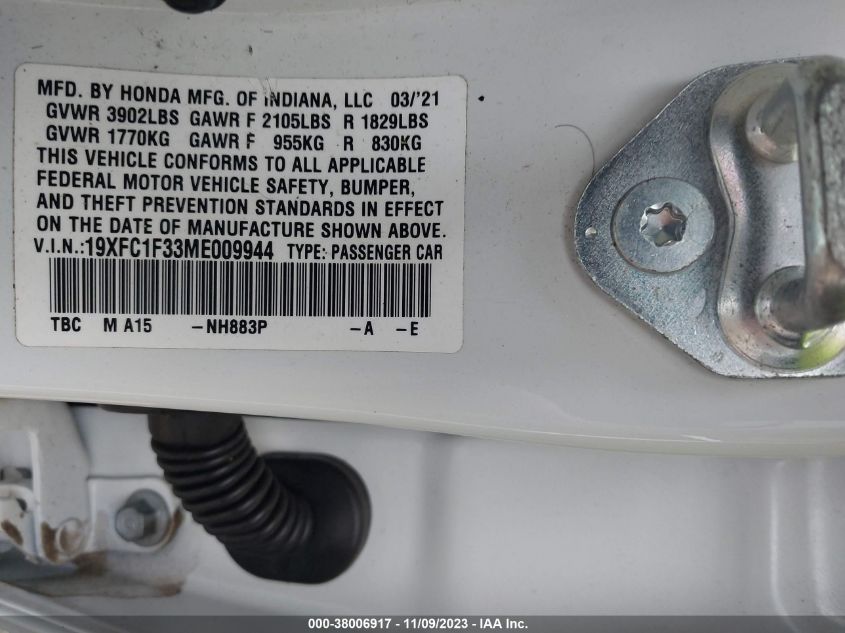 MFD. BY HONDA MFG. OF INDIANA, LLC 03/'21
GVWR 3902LBS GAWR F 2105LBS R 1829LBS
GVWR 1770KG GAWR F 955KG R 830KG
THIS VEHICLE CONFORMS TO ALL APPLICABLE
FEDERAL MOTOR VEHICLE SAFETY, BUMPER,
AND THEFT PREVENTION STANDARDS IN EFFECT
ON THE DATE OF MANUFACTURE SHOWN ABOVE.
V.I.N.:19XFC1F33ME009944 TYPE: PASSENGER CAR
TBC M A15 -NH883P -A -E
000-38006917 - 11/09/2023 - IAA Inc.